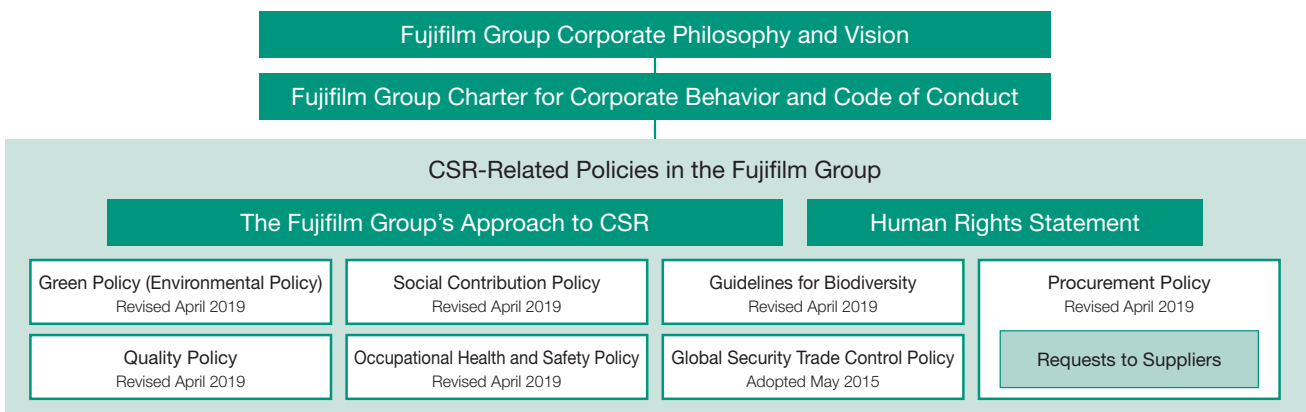 Fujifilm Group Corporate Philosophy and Vision
Fujifilm Group Charter for Corporate Behavior and Code of Conduct
CSR-Related Policies in the Fujifilm Group
The Fujifilm Group's Approach to CSR
Human Rights Statement
Green Policy (Environmental Policy)
Revised April 2019
Social Contribution Policy
Revised April 2019
Guidelines for Biodiversity
Revised April 2019
Procurement Policy
Revised April 2019
Quality Policy
Revised April 2019
Occupational Health and Safety Policy
Revised April 2019
Global Security Trade Control Policy
Adopted May 2015
Requests to Suppliers